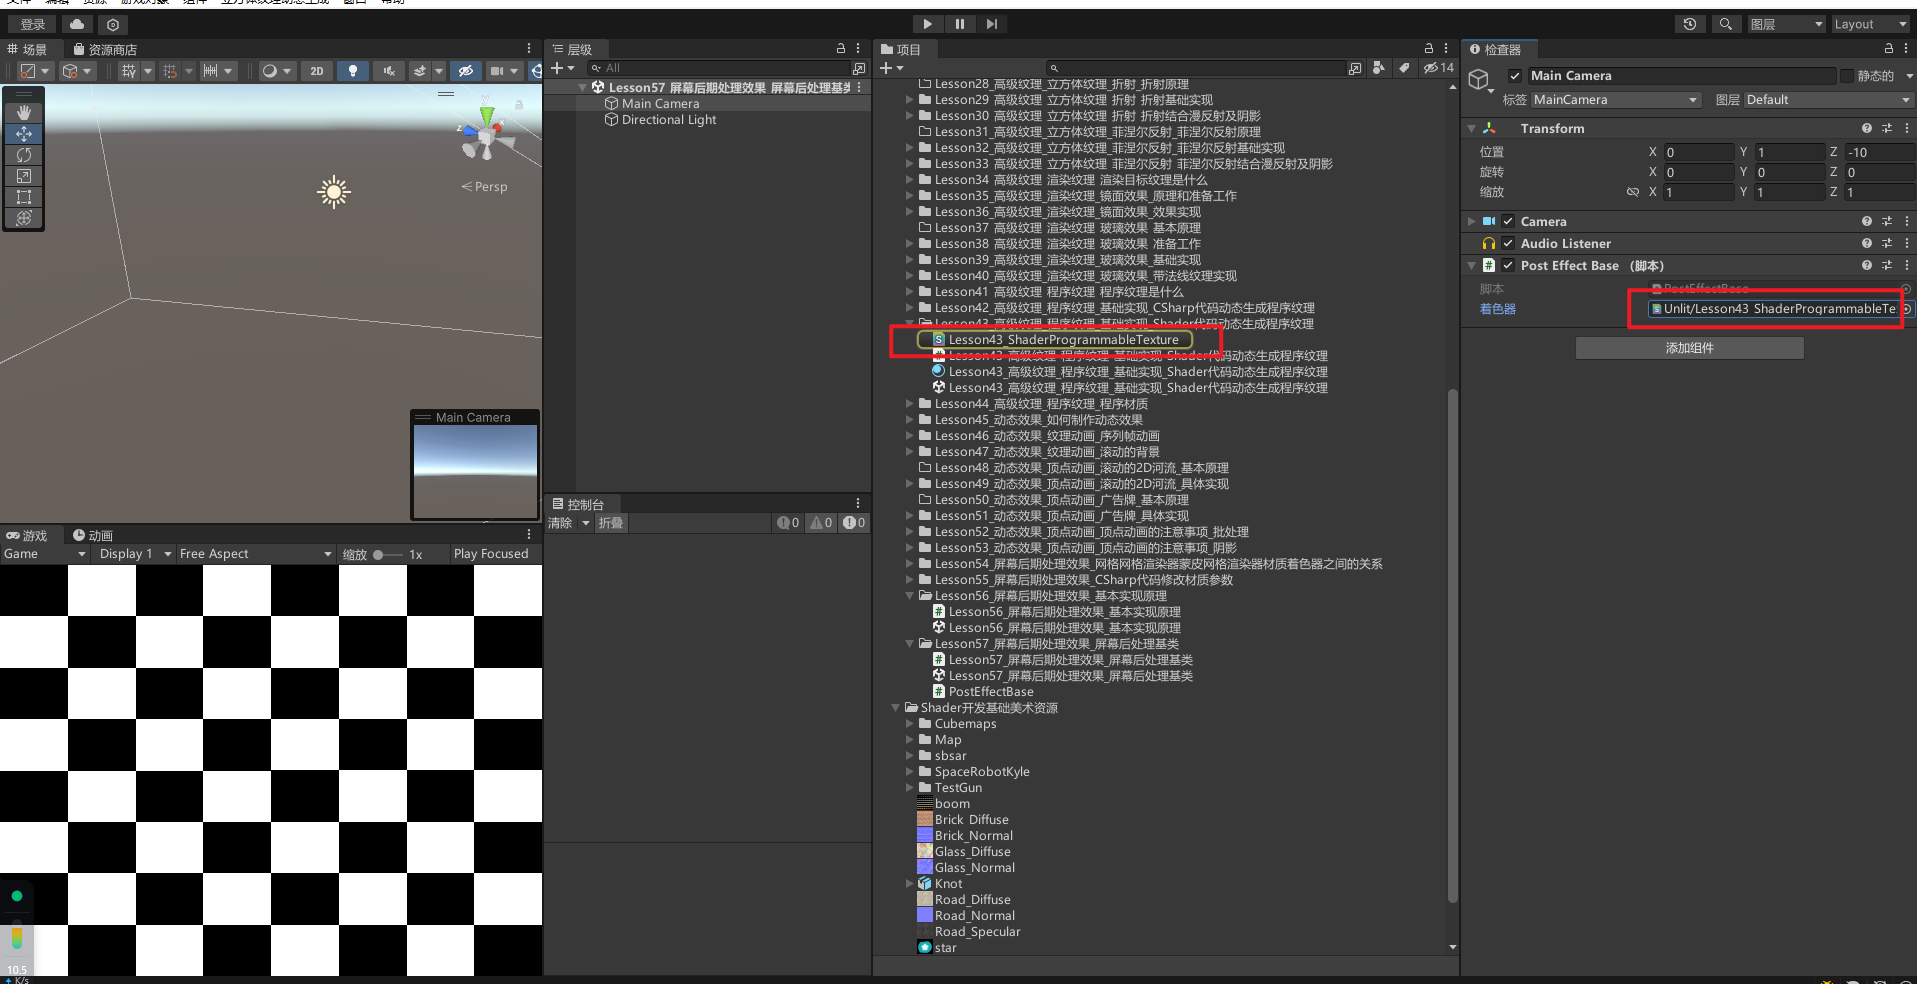 登录
场景
资源商店
2D
Persp
Main Camera
游戏
动画
Game
Display 1
Free Aspect
缩放
1x
Play Focused
10.5
K/s
层级
All
Lesson57_屏幕后期处理效果_屏幕后处理基类
Main Camera
Directional Light
控制台
清除
折叠
0
0
0
项目
14
Lesson28_高级纹理_立方体纹理_折射_折射原理
Lesson29_高级纹理_立方体纹理_折射_折射基础实现
Lesson30_高级纹理_立方体纹理_折射_折射结合漫反射及阴影
Lesson31_高级纹理_立方体纹理_菲涅尔反射_菲涅尔反射原理
Lesson32_高级纹理_立方体纹理_菲涅尔反射_菲涅尔反射基础实现
Lesson33_高级纹理_立方体纹理_菲涅尔反射_菲涅尔反射结合漫反射及阴影
Lesson34_高级纹理_渲染纹理_渲染目标纹理是什么
Lesson35_高级纹理_渲染纹理_镜面效果_原理和准备工作
Lesson36_高级纹理_渲染纹理_镜面效果_效果实现
Lesson37_高级纹理_渲染纹理_玻璃效果_基本原理
Lesson38_高级纹理_渲染纹理_玻璃效果_准备工作
Lesson39_高级纹理_渲染纹理_玻璃效果_基础实现
Lesson40_高级纹理_渲染纹理_玻璃效果_带法线纹理实现
Lesson41_高级纹理_程序纹理_程序纹理是什么
Lesson42_高级纹理_程序纹理_基础实现_CSharp代码动态生成程序纹理
Lesson43_高级纹理_程序纹理_基础实现_Shader代码动态生成程序纹理
Lesson43_ShaderProgrammableTexture
Lesson43_高级纹理_程序纹理_基础实现_Shader代码动态生成程序纹理
Lesson43_高级纹理_程序纹理_基础实现_Shader代码动态生成程序纹理
Lesson43_高级纹理_程序纹理_基础实现_Shader代码动态生成程序纹理
Lesson44_高级纹理_程序纹理_程序材质
Lesson45_动态效果_如何制作动态效果
Lesson46_动态效果_纹理动画_序列帧动画
Lesson47_动态效果_纹理动画_滚动的背景
Lesson48_动态效果_顶点动画_滚动的2D河流_基本原理
Lesson49_动态效果_顶点动画_滚动的2D河流_具体实现
Lesson50_动态效果_顶点动画_广告牌_基本原理
Lesson51_动态效果_顶点动画_广告牌_具体实现
Lesson52_动态效果_顶点动画_顶点动画的注意事项_批处理
Lesson53_动态效果_顶点动画_顶点动画的注意事项_阴影
Lesson54_屏幕后期处理效果_网格网格渲染器蒙皮网格渲染器材质着色器之间的关系
Lesson55_屏幕后期处理效果_CSharp代码修改材质参数
Lesson56_屏幕后期处理效果_基本实现原理
Lesson56_屏幕后期处理效果_基本实现原理
Lesson56_屏幕后期处理效果_基本实现原理
Lesson57_屏幕后期处理效果_屏幕后处理基类
Lesson57_屏幕后期处理效果_屏幕后处理基类
Lesson57_屏幕后期处理效果_屏幕后处理基类
PostEffectBase
Shader开发基础美术资源
Cubemaps
Map
sbsar
SpaceRobotKyle
TestGun
boom
Brick_Diffuse
Brick_Normal
Glass_Diffuse
Glass_Normal
Knot
Road_Diffuse
Road_Normal
Road_Specular
star
图层
Layout
检查器
Main Camera
静态的
标签 MainCamera
图层 Default
Transform
位置 X 0 Y 1 Z -10
旋转 X 0 Y 0 Z 0
缩放 X 1 Y 1 Z 1
Camera
Audio Listener
Post Effect Base （脚本）
脚本 PostEffectBase
着色器 Unlit/Lesson43_ShaderProgrammableTe
添加组件